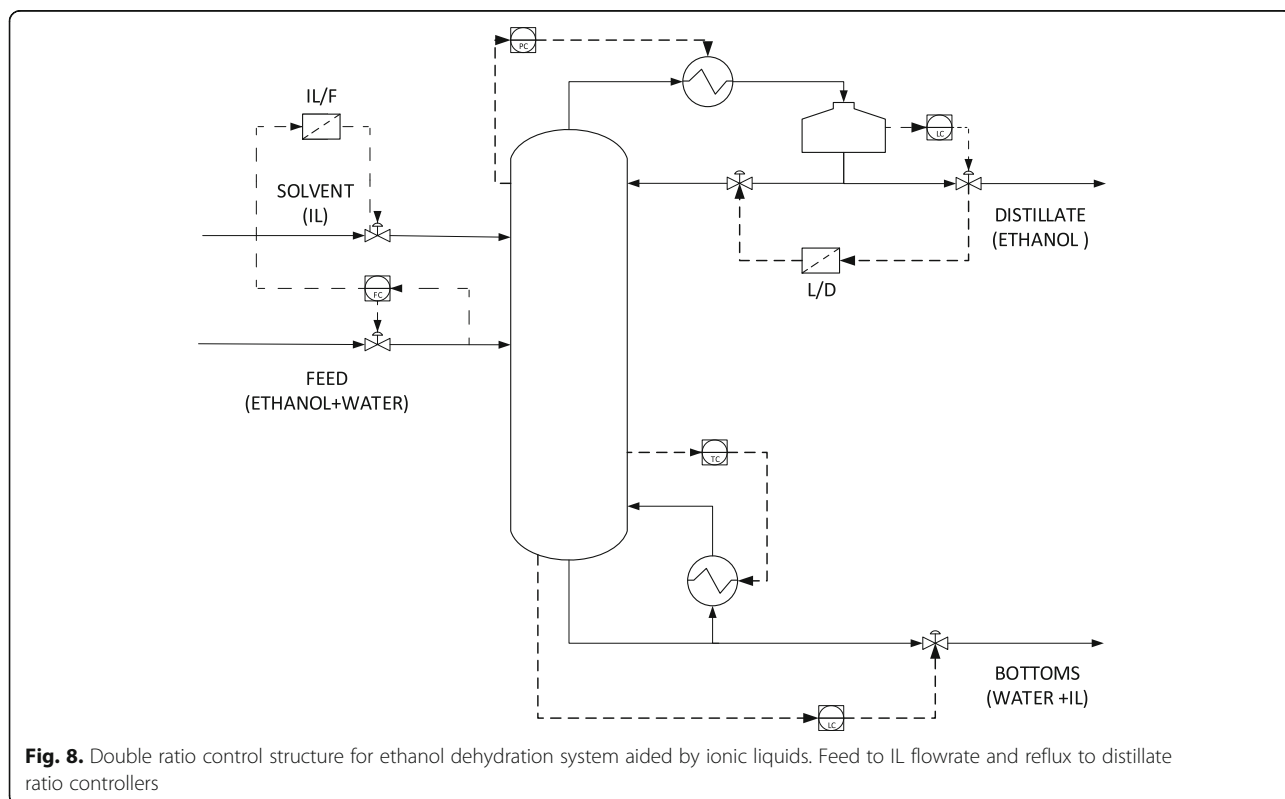 PC
IL/F
LC
SOLVENT
(IL)
DISTILLATE
(ETHANOL )
L/D
FC
FEED
(ETHANOL+WATER)
TC
BOTTOMS
(WATER +IL)
LC
Fig. 8. Double ratio control structure for ethanol dehydration system aided by ionic liquids. Feed to IL flowrate and reflux to distillate
ratio controllers